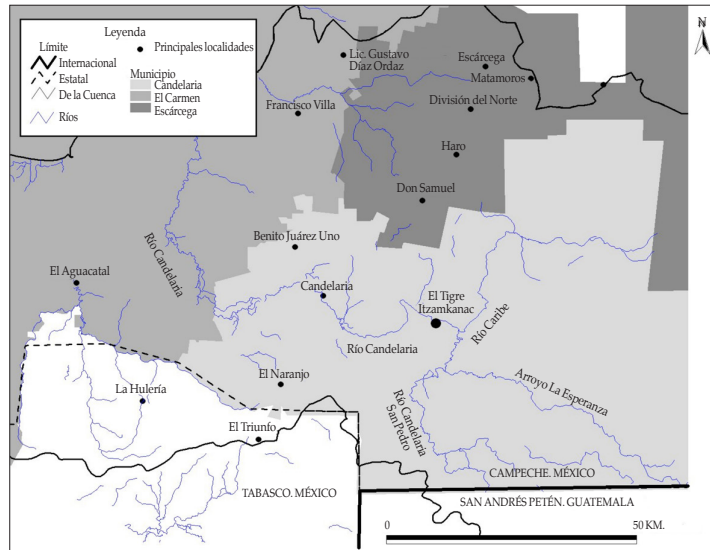 Leyenda
Límite
Internacional
Estatal
De la Cuenca
Ríos
Principales localidades
Municipio
Candelaria
El Carmen
Escárcega
N
Lic. Gustavo
Díaz Ordaz
Escárcega
Matamoros
Francisco Villa
División del Norte
Haro
Don Samuel
Benito Juárez Uno
Río Candelaria
El Aguacatal
Candelaria
El Tigre
Itzamkanac
Río Caribe
Río Candelaria
El Naranjo
La Hulería
Arroyo La Esperanza
Río Candelaria
San Pedro
El Triunfo
CAMPECHE. MÉXICO
TABASCO. MÉXICO
SAN ANDRÉS PETÉN. GUATEMALA
0 50 KM.